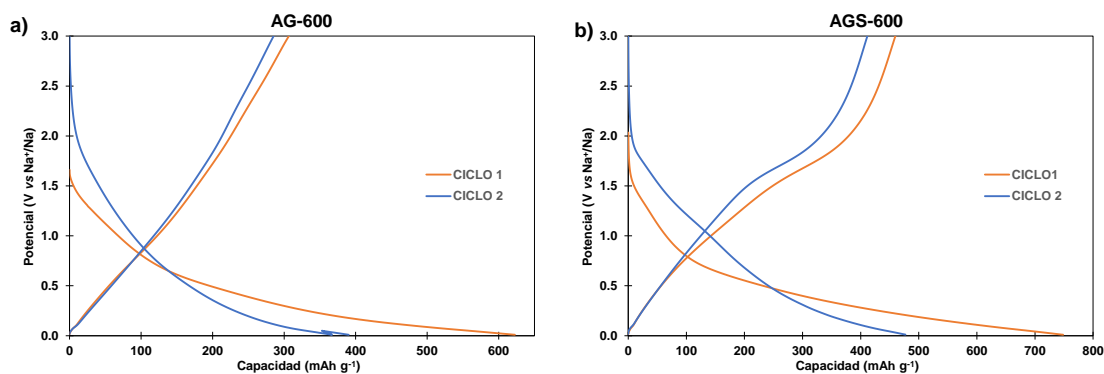 a)
AG-600
Potencial (V vs Na⁺/Na)
3.0
2.5
2.0
1.5
1.0
0.5
0.0
CICLO 1
CICLO 2
0 100 200 300 400 500 600
Capacidad (mAh g⁻¹)
b)
AGS-600
Potencial (V vs Na⁺/Na)
3.0
2.5
2.0
1.5
1.0
0.5
0.0
CICLO1
CICLO 2
0 100 200 300 400 500 600 700 800
Capacidad (mAh g⁻¹)